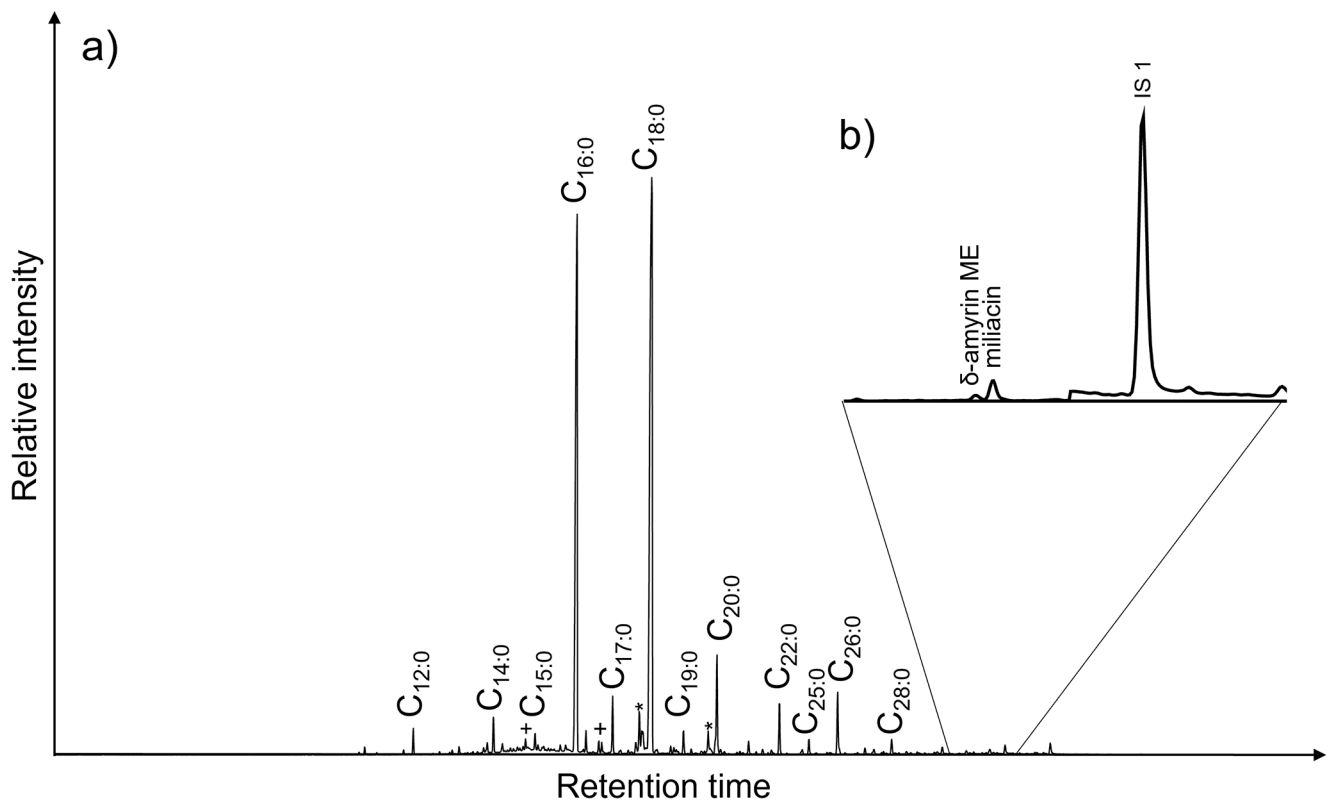 a)
b)
IS 1
δ-amyrin ME
miliacin
C16:0
C18:0
C12:0
C14:0
+
C15:0
+
C17:0
*
C19:0
*
C20:0
C22:0
C25:0
C26:0
C28:0
Relative intensity
Retention time